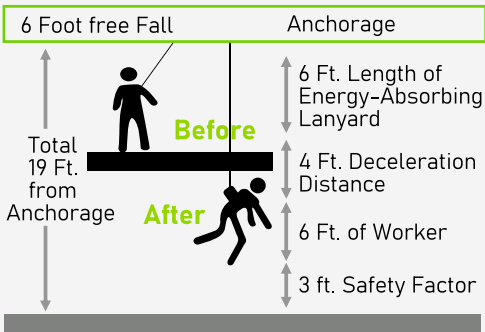 6 Foot free Fall
Anchorage
6 Ft. Length of
Energy-Absorbing
Lanyard
Before
Total
19 Ft.
from
Anchorage
4 Ft. Deceleration
Distance
After
6 Ft. of Worker
3 ft. Safety Factor